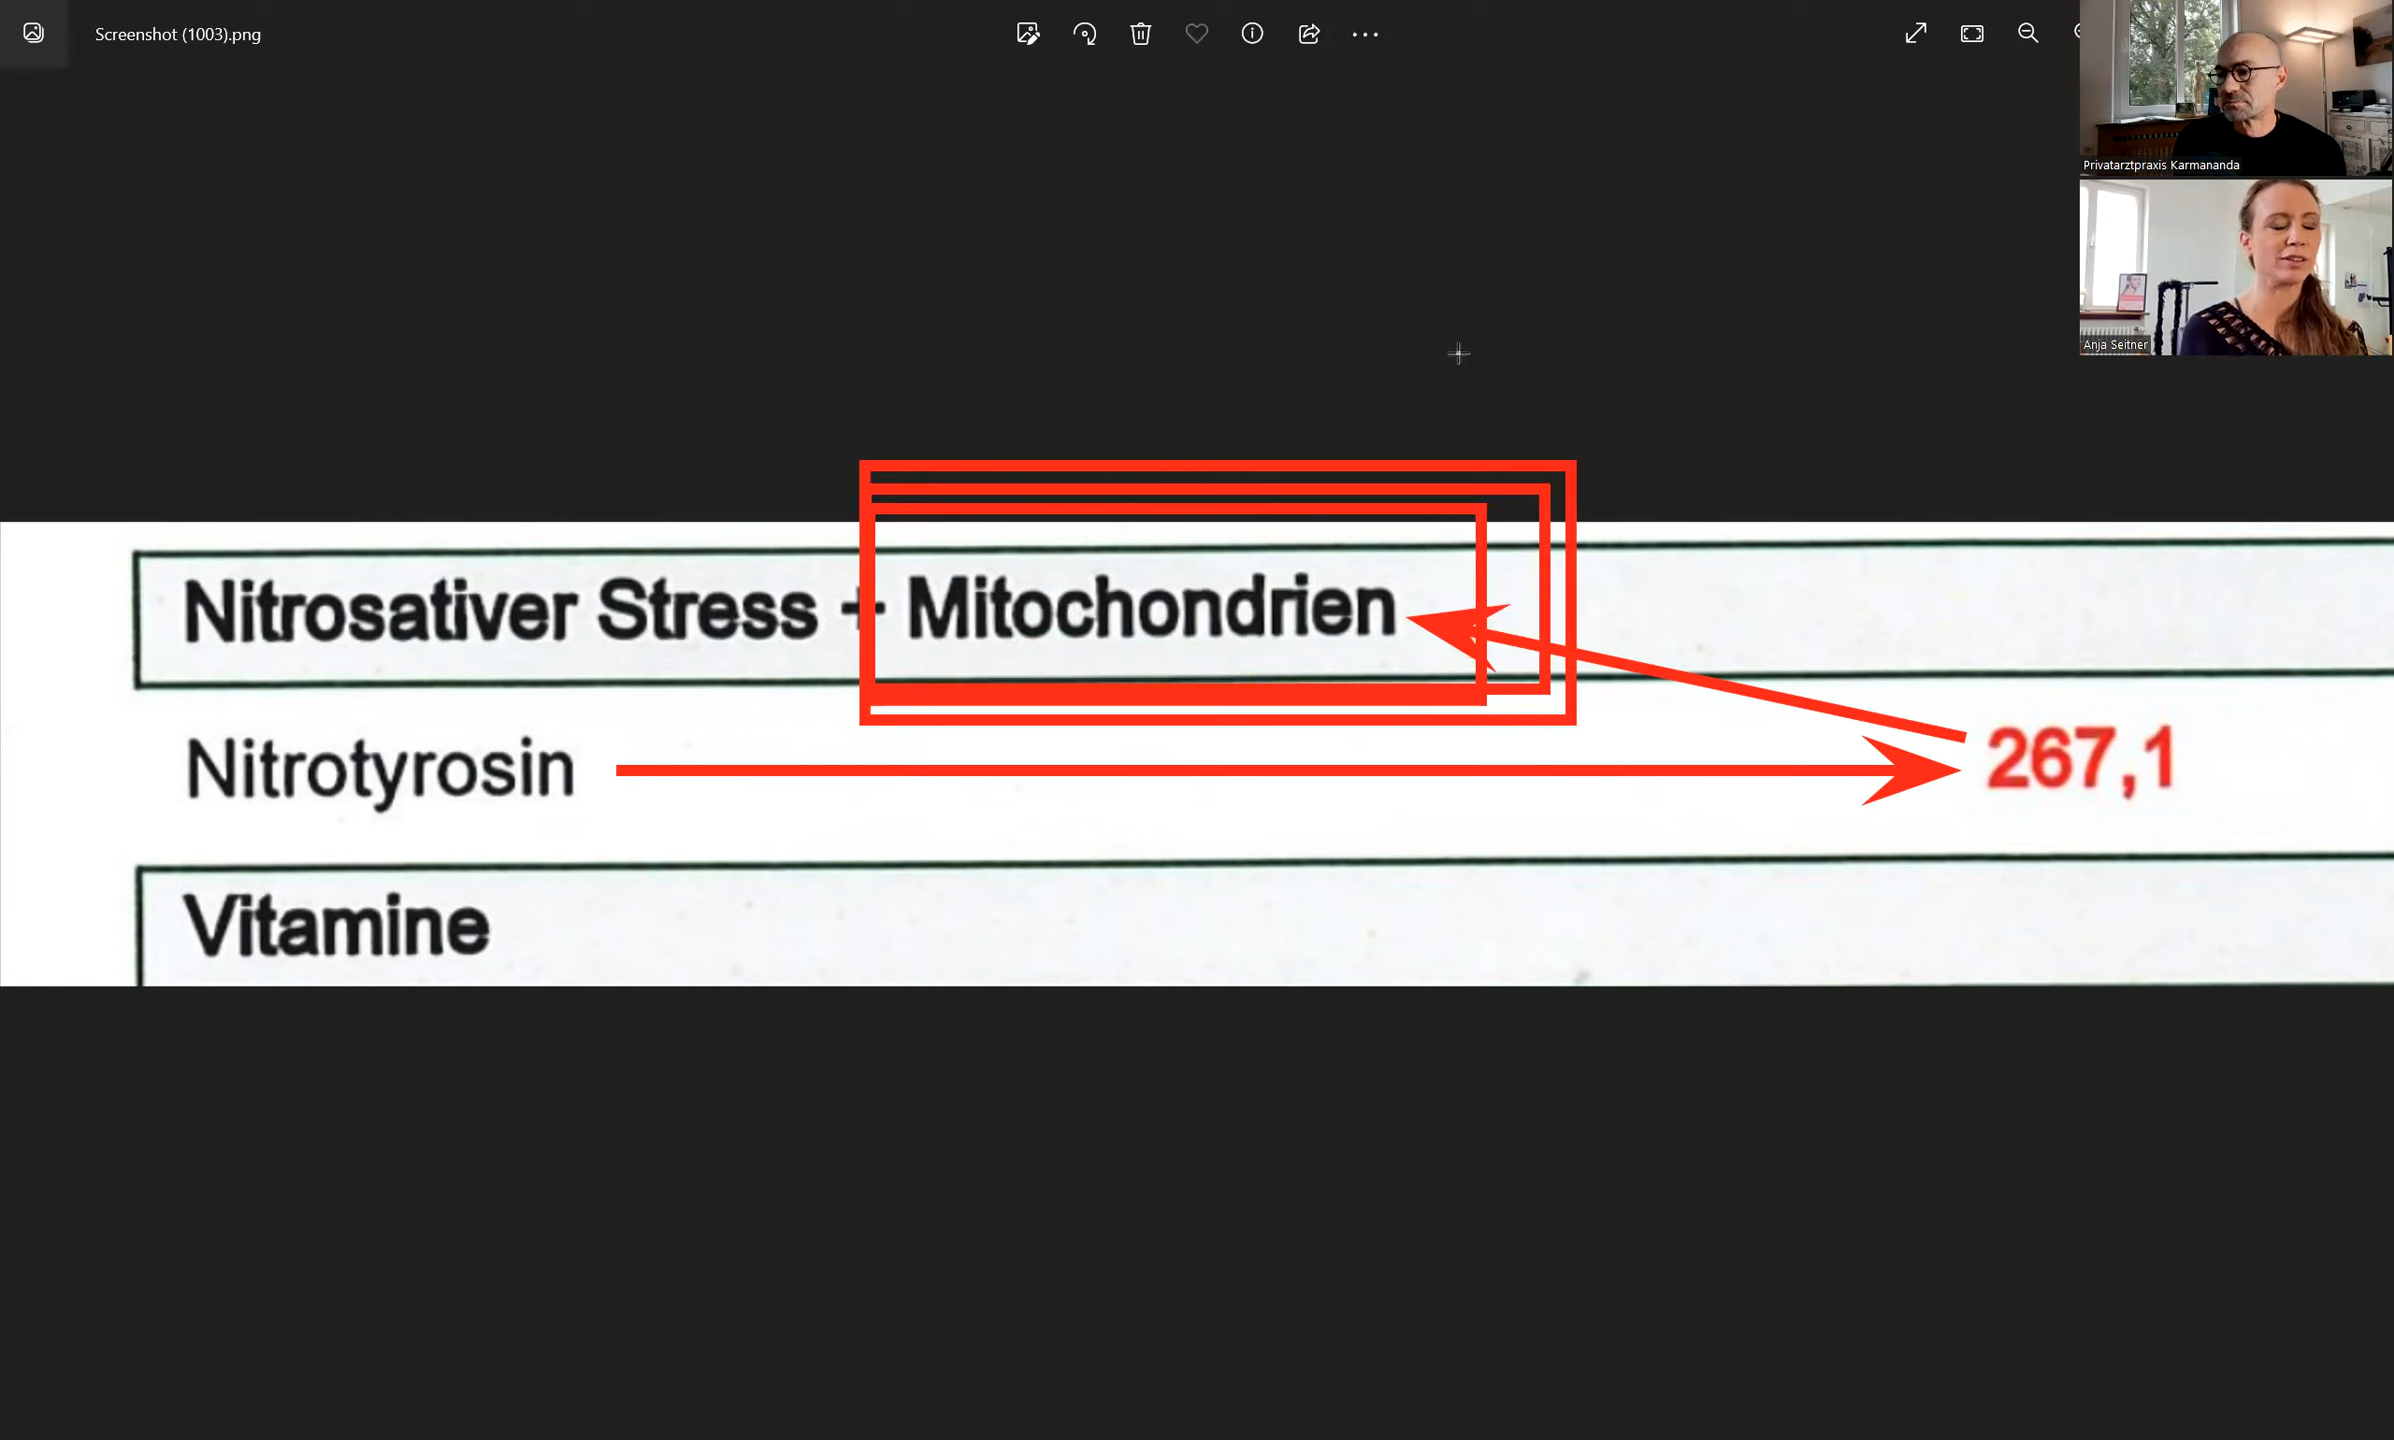 Screenshot (1003).png
Privatarztpraxis Karmananda
Anja Seitner
Nitrosativer Stress + Mitochondrien
Nitrotyrosin 267,1
Vitamine